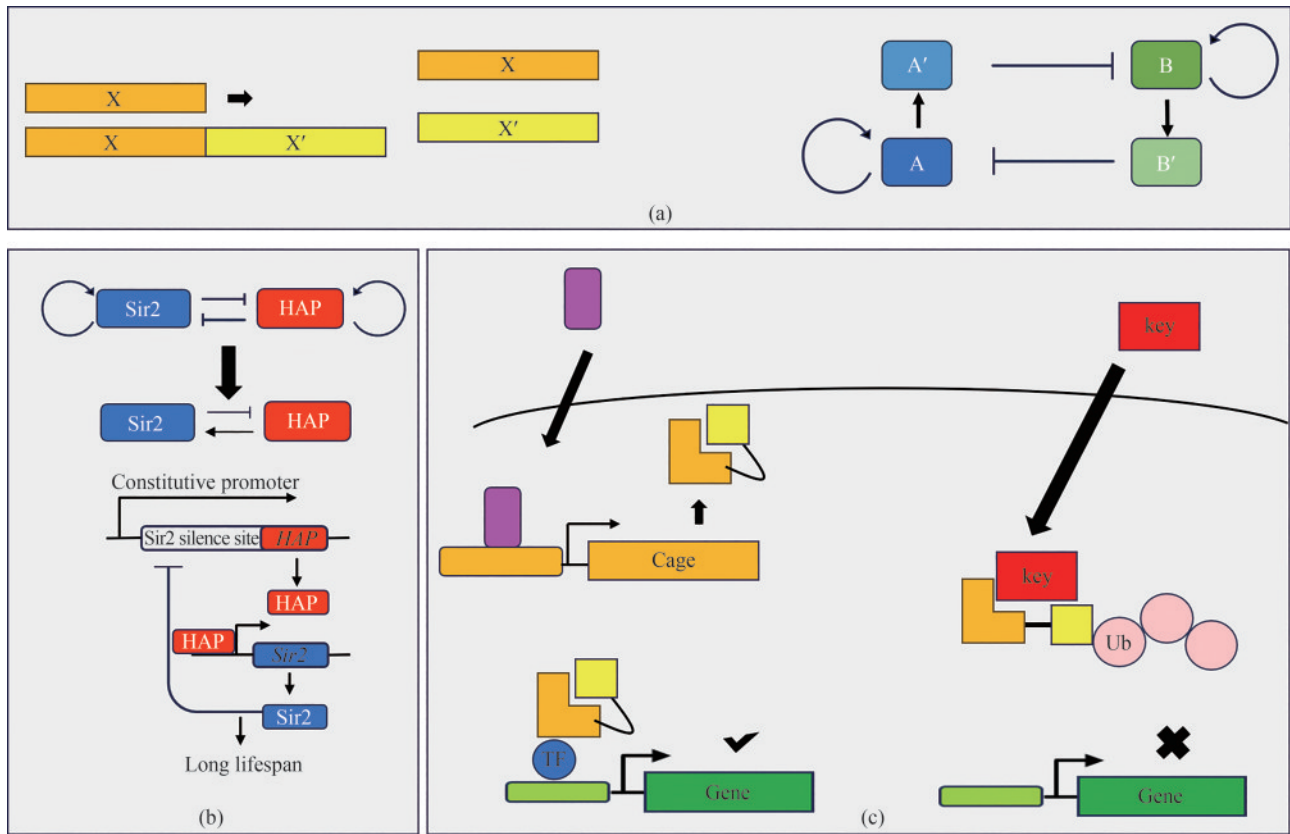 X
X
X'
X
X'
A'
B
A
B'
(a)
Sir2
HAP
Sir2
HAP
Constitutive promoter
Sir2 silence site
HAP
HAP
HAP
Sir2
Sir2
Long lifespan
(b)
key
Cage
key
Ub
TF
Gene
Gene
(c)